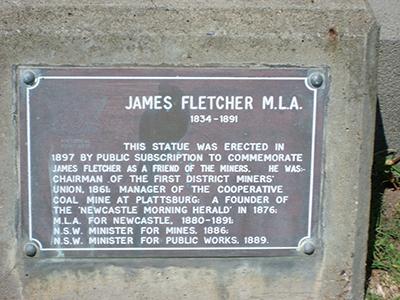 JAMES FLETCHER M.L.A.
1834-1891
THIS STATUE WAS ERECTED IN
1897 BY PUBLIC SUBSCRIPTION TO COMMEMORATE
JAMES FLETCHER AS A FRIEND OF THE MINERS. HE WAS:-
CHAIRMAN OF THE FIRST DISTRICT MINERS'
UNION, 1861; MANAGER OF THE COOPERATIVE
COAL MINE AT PLATTSBURG; A FOUNDER OF
THE 'NEWCASTLE MORNING HERALD' IN 1876;
M.L.A. FOR NEWCASTLE, 1880-1891;
N.S.W. MINISTER FOR MINES, 1886;
N.S.W. MINISTER FOR PUBLIC WORKS, 1889.